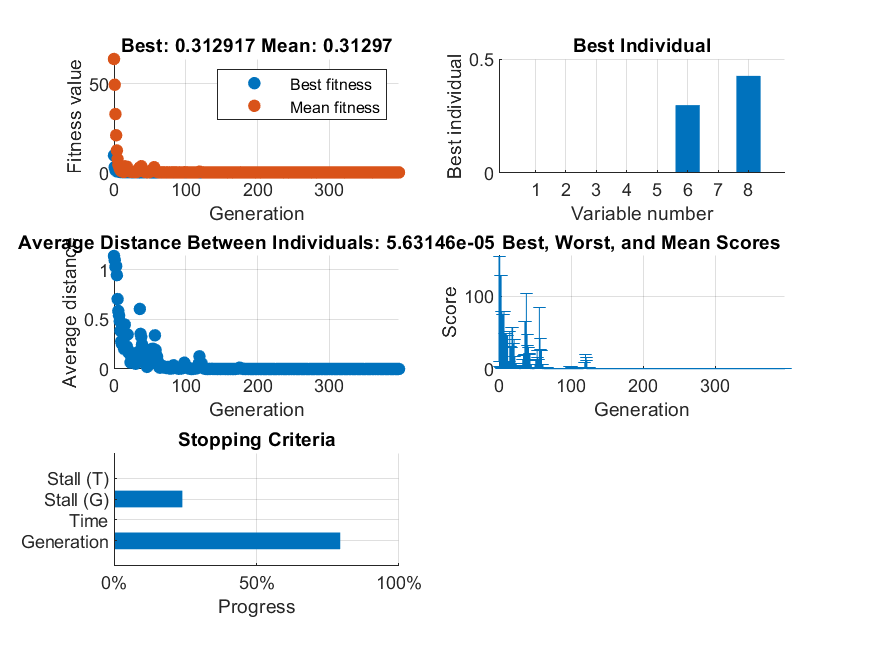 Best: 0.312917 Mean: 0.31297
Fitness value
50
0
Best fitness
Mean fitness
0 100 200 300
Generation
Best Individual
Best individual
0.5
0
1 2 3 4 5 6 7 8
Variable number
Average Distance Between Individuals: 5.63146e-05
Average distance
1
0.5
0
0 100 200 300
Generation
Best, Worst, and Mean Scores
Score
100
0
0 100 200 300
Generation
Stopping Criteria
Stall (T)
Stall (G)
Time
Generation
0% 50% 100%
Progress